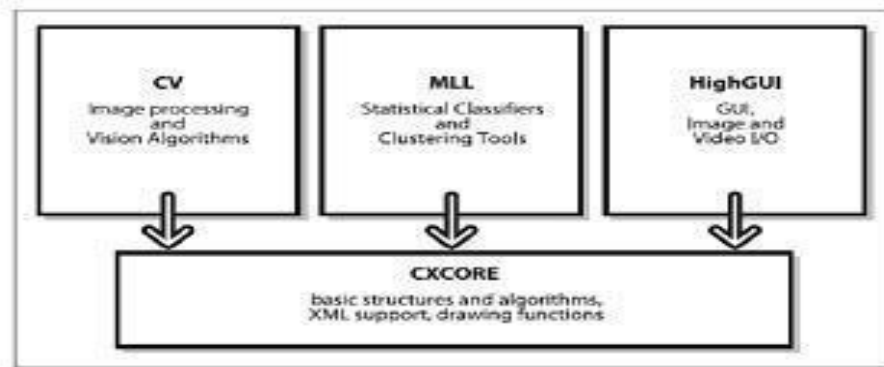 CV
Image processing
and
Vision Algorithms
MLL
Statistical Classifiers
and
Clustering Tools
HighGUI
GUI,
Image and
Video I/O
CXCORE
basic structures and algorithms,
XML support, drawing functions